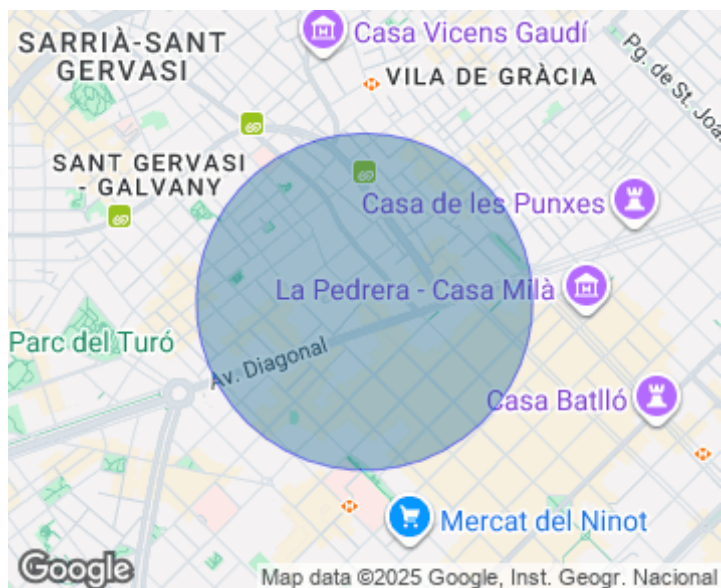 Casa Vicens Gaudí
SARRIÀ-SANT
GERVASI
VILA DE GRÀCIA
Pg. de St. Joa
SANT GERVASI
- GALVANY
Casa de les Punxes
La Pedrera - Casa Milà
Parc del Turó
Av. Diagonal
Casa Batlló
Mercat del Ninot
Google
Map data ©2025 Google, Inst. Geogr. Nacional